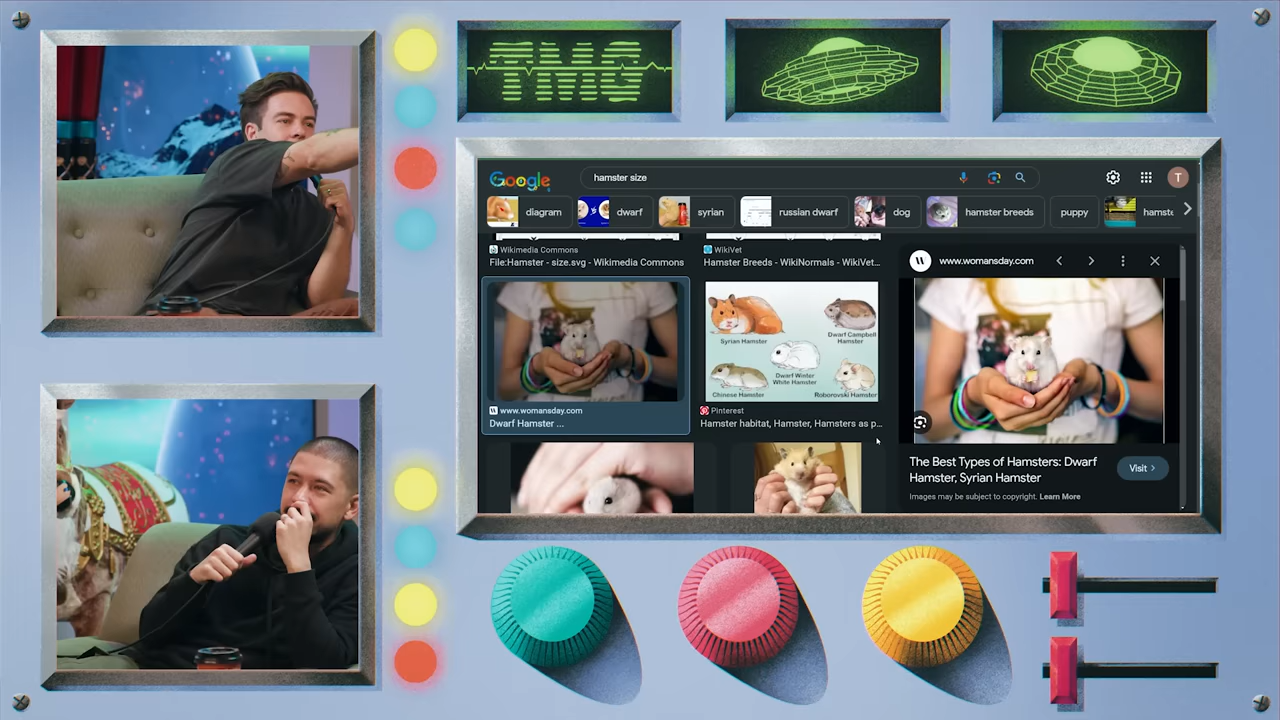 TMG
Google
hamster size
T
diagram
dwarf
syrian
russian dwarf
dog
hamster breeds
puppy
hamste
Wikimedia Commons
File:Hamster - size.svg - Wikimedia Commons
WikiVet
Hamster Breeds - WikiNormals - WikiVet...
www.womansday.com
Syrian Hamster
Dwarf Campbell
Hamster
Dwarf Winter
White Hamster
Chinese Hamster
Roborovski Hamster
www.womansday.com
Dwarf Hamster ...
Pinterest
Hamster habitat, Hamster, Hamsters as p...
The Best Types of Hamsters: Dwarf
Hamster, Syrian Hamster
Visit
Images may be subject to copyright. Learn More